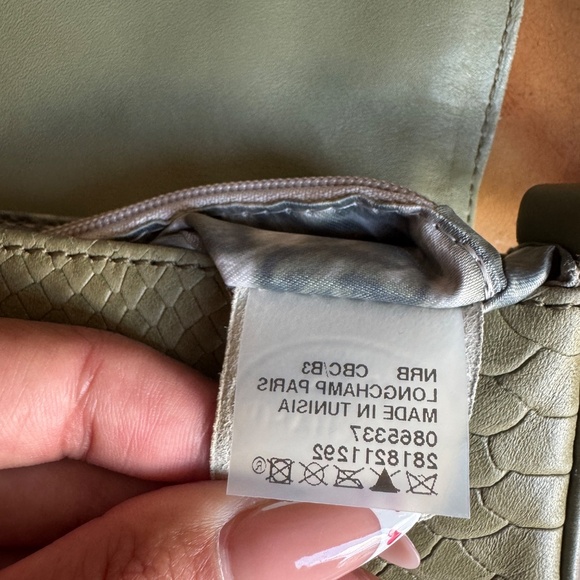 NRB CBC/B3
LONGCHAMP PARIS
MADE IN TUNISIA
0865337
2818211292
®